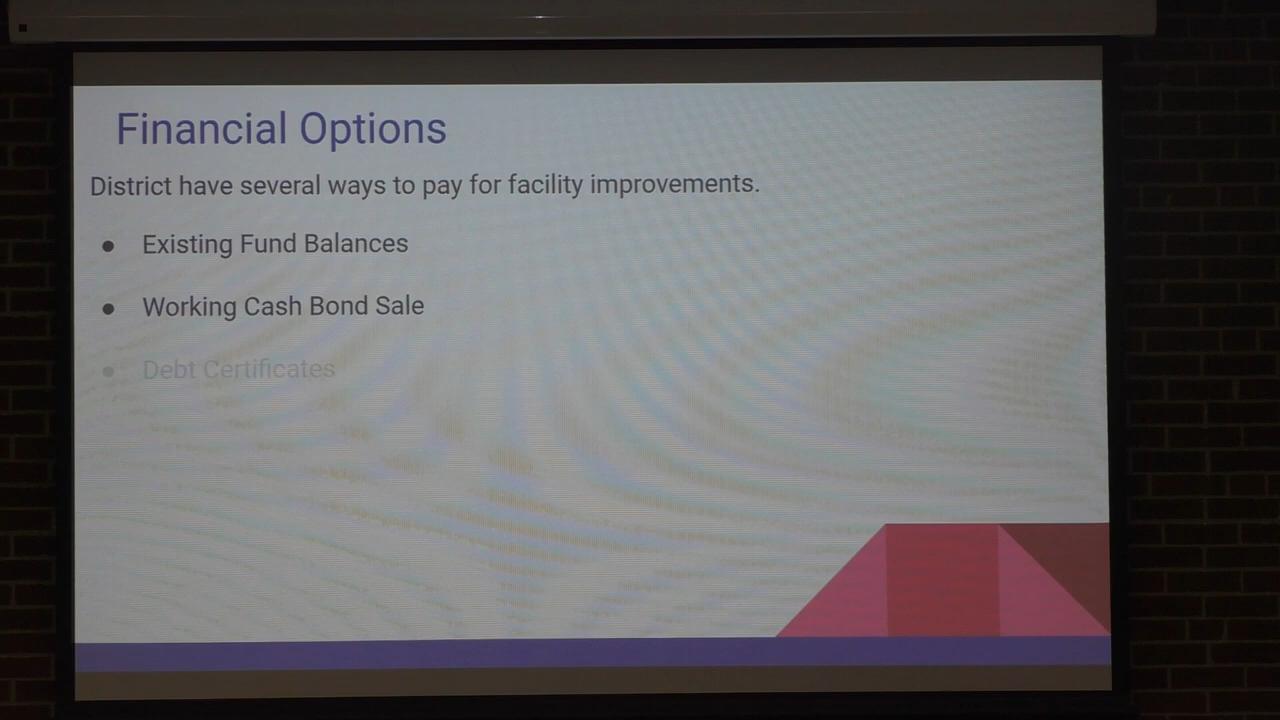 Financial Options
District have several ways to pay for facility improvements.
● Existing Fund Balances
● Working Cash Bond Sale
● Debt Certificates